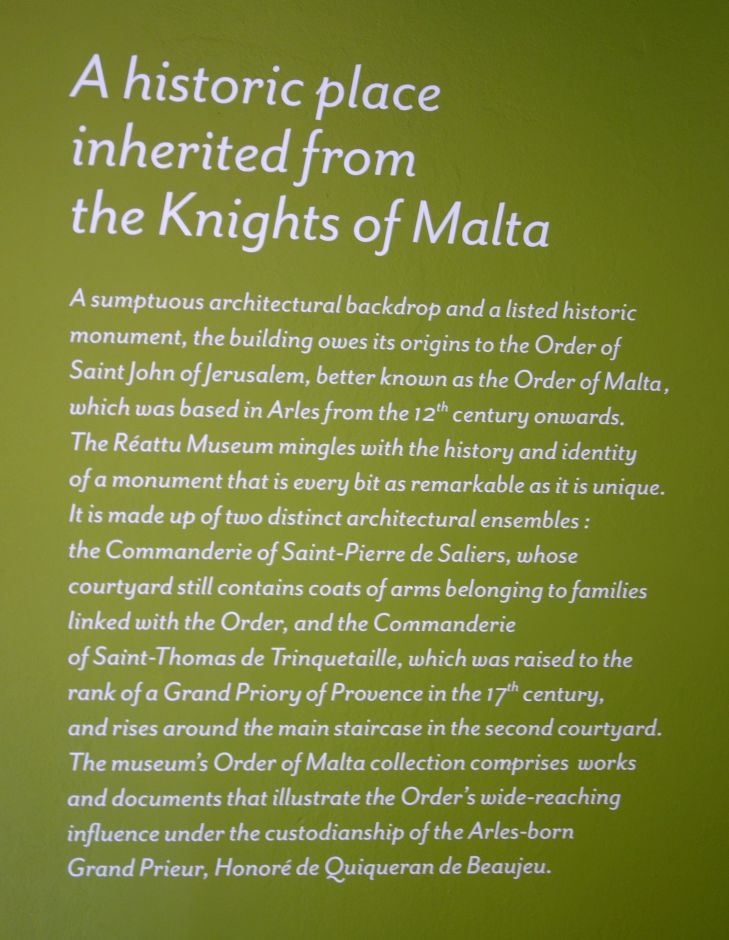 A historic place
inherited from
the Knights of Malta
A sumptuous architectural backdrop and a listed historic
monument, the building owes its origins to the Order of
Saint John of Jerusalem, better known as the Order of Malta,
which was based in Arles from the 12th century onwards.
The Réattu Museum mingles with the history and identity
of a monument that is every bit as remarkable as it is unique.
It is made up of two distinct architectural ensembles :
the Commanderie of Saint-Pierre de Saliers, whose
courtyard still contains coats of arms belonging to families
linked with the Order, and the Commanderie
of Saint-Thomas de Trinquetaille, which was raised to the
rank of a Grand Priory of Provence in the 17th century,
and rises around the main staircase in the second courtyard.
The museum's Order of Malta collection comprises works
and documents that illustrate the Order's wide-reaching
influence under the custodianship of the Arles-born
Grand Prieur, Honoré de Quiqueran de Beaujeu.